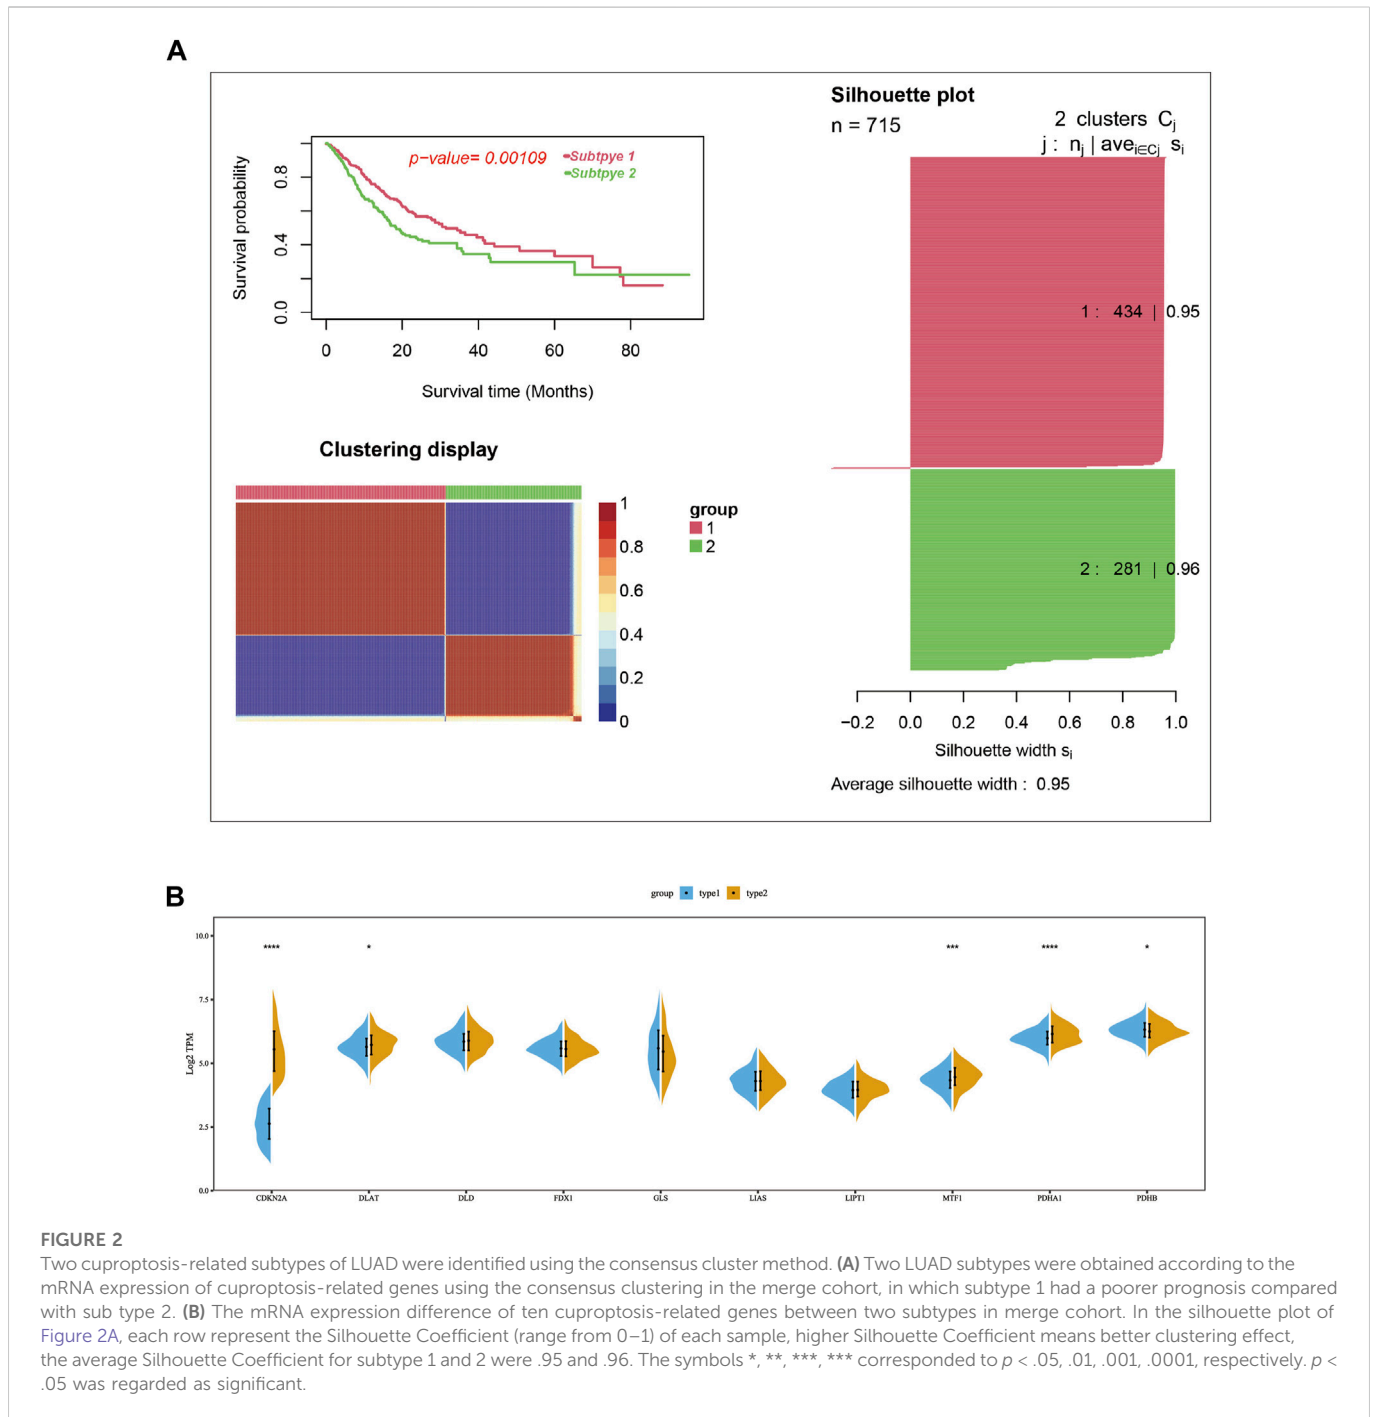 A
p-value= 0.00109
Subtpye 1
Subtpye 2
Survival probability
0.8
0.4
0.0
0 20 40 60 80
Survival time (Months)
Silhouette plot
n = 715
2 clusters Cj
j : nj | avei∈Cj si
1 : 434 | 0.95
2 : 281 | 0.96
−0.2 0.0 0.2 0.4 0.6 0.8 1.0
Silhouette width si
Average silhouette width : 0.95
Clustering display
1
0.8
0.6
0.4
0.2
0
group
1
2
B
group type1 type2
**** * *** **** *
Log2 TPM
10.0
7.5
5.0
2.5
0.0
CDKN2A DLAT DLD FDX1 GLS LIAS LIPT1 MTF1 PDHA1 PDHB
FIGURE 2
Two cuproptosis-related subtypes of LUAD were identified using the consensus cluster method. (A) Two LUAD subtypes were obtained according to the
mRNA expression of cuproptosis-related genes using the consensus clustering in the merge cohort, in which subtype 1 had a poorer prognosis compared
with sub type 2. (B) The mRNA expression difference of ten cuproptosis-related genes between two subtypes in merge cohort. In the silhouette plot of
Figure 2A, each row represent the Silhouette Coefficient (range from 0–1) of each sample, higher Silhouette Coefficient means better clustering effect,
the average Silhouette Coefficient for subtype 1 and 2 were .95 and .96. The symbols *, **, ***, *** corresponded to p < .05, .01, .001, .0001, respectively. p <
.05 was regarded as significant.